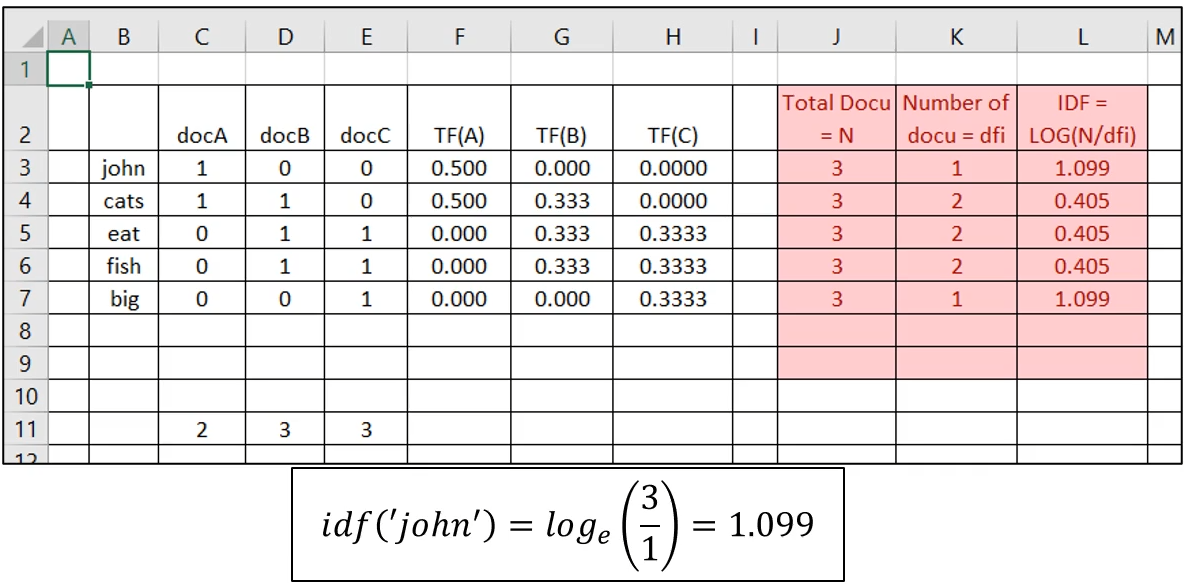 A B C D E F G H I J K L M
1
Total Docu Number of IDF =
2 docA docB docC TF(A) TF(B) TF(C) = N docu = dfi LOG(N/dfi)
3 john 1 0 0 0.500 0.000 0.0000 3 1 1.099
4 cats 1 1 0 0.500 0.333 0.0000 3 2 0.405
5 eat 0 1 1 0.000 0.333 0.3333 3 2 0.405
6 fish 0 1 1 0.000 0.333 0.3333 3 2 0.405
7 big 0 0 1 0.000 0.000 0.3333 3 1 1.099
8
9
10
11 2 3 3
12
idf('john') = logₑ(3/1) = 1.099